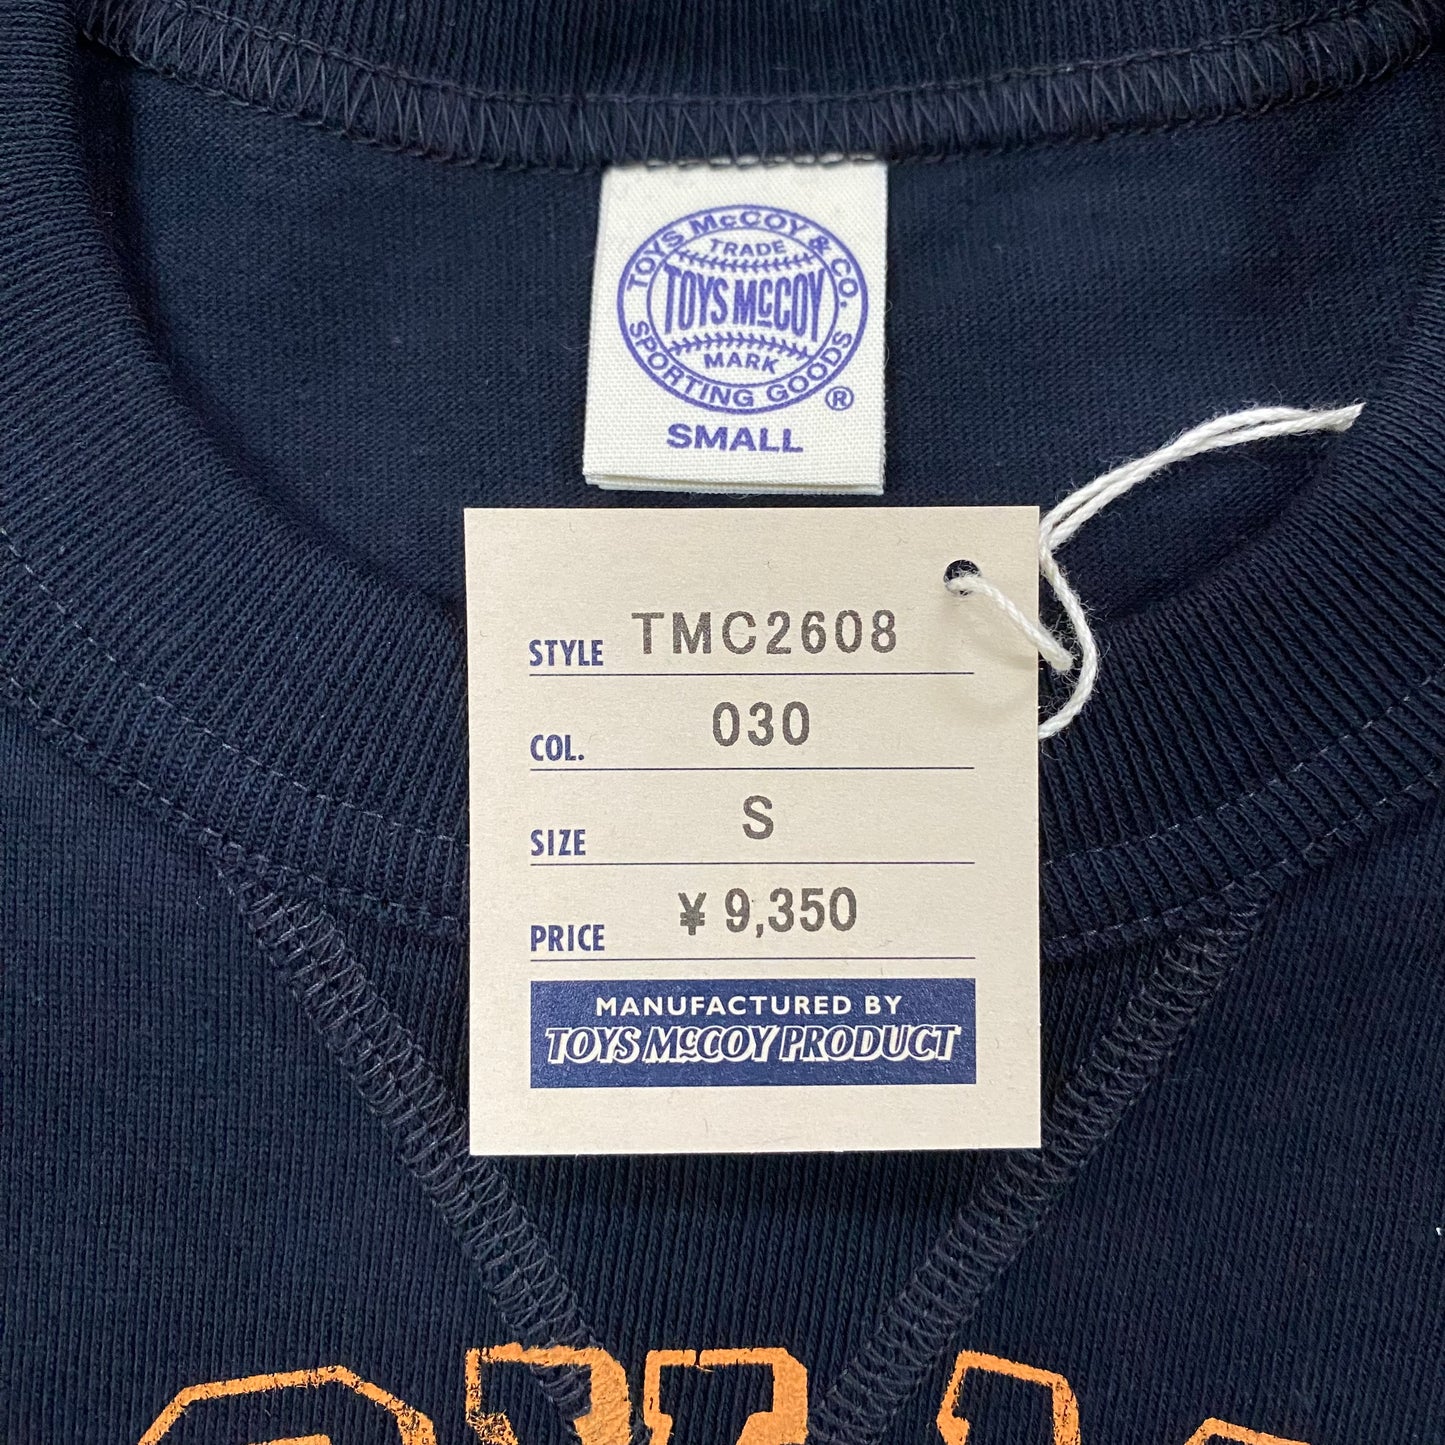 TOYS McCOY & CO.
TRADE
TOYS McCOY
MARK
SPORTING GOODS
®
SMALL
STYLE TMC2608
COL. 030
SIZE S
PRICE ¥ 9,350
MANUFACTURED BY
TOYS McCOY PRODUCT